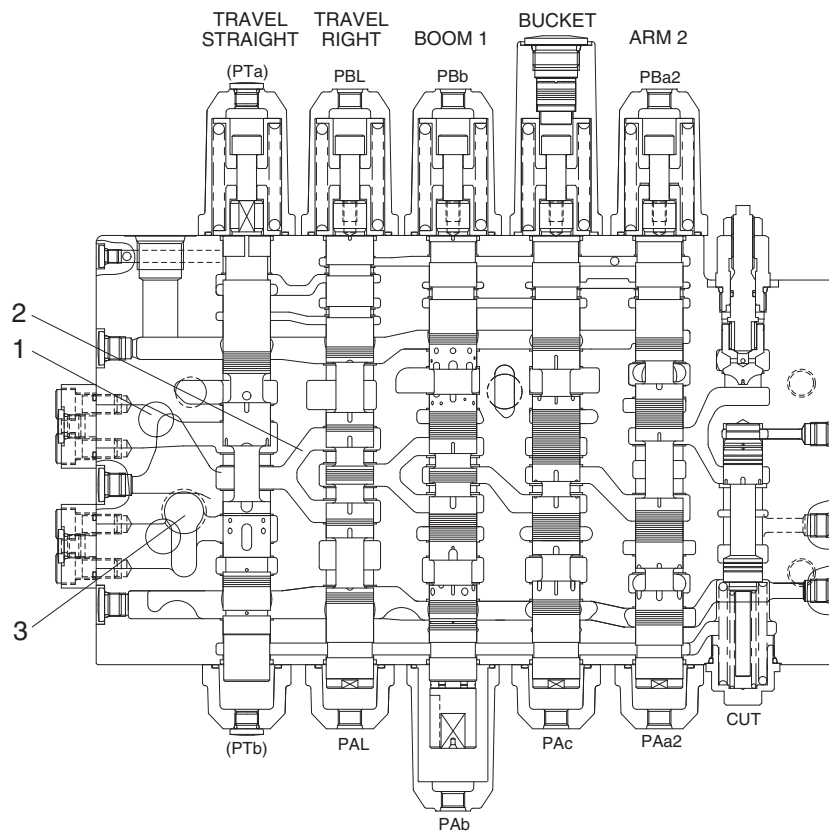 TRAVEL STRAIGHT
TRAVEL RIGHT
BOOM 1
BUCKET
ARM 2
(PTa)
PBL
PBb
PBa2
2
1
3
(PTb)
PAL
PAb
PAc
PAa2
CUT